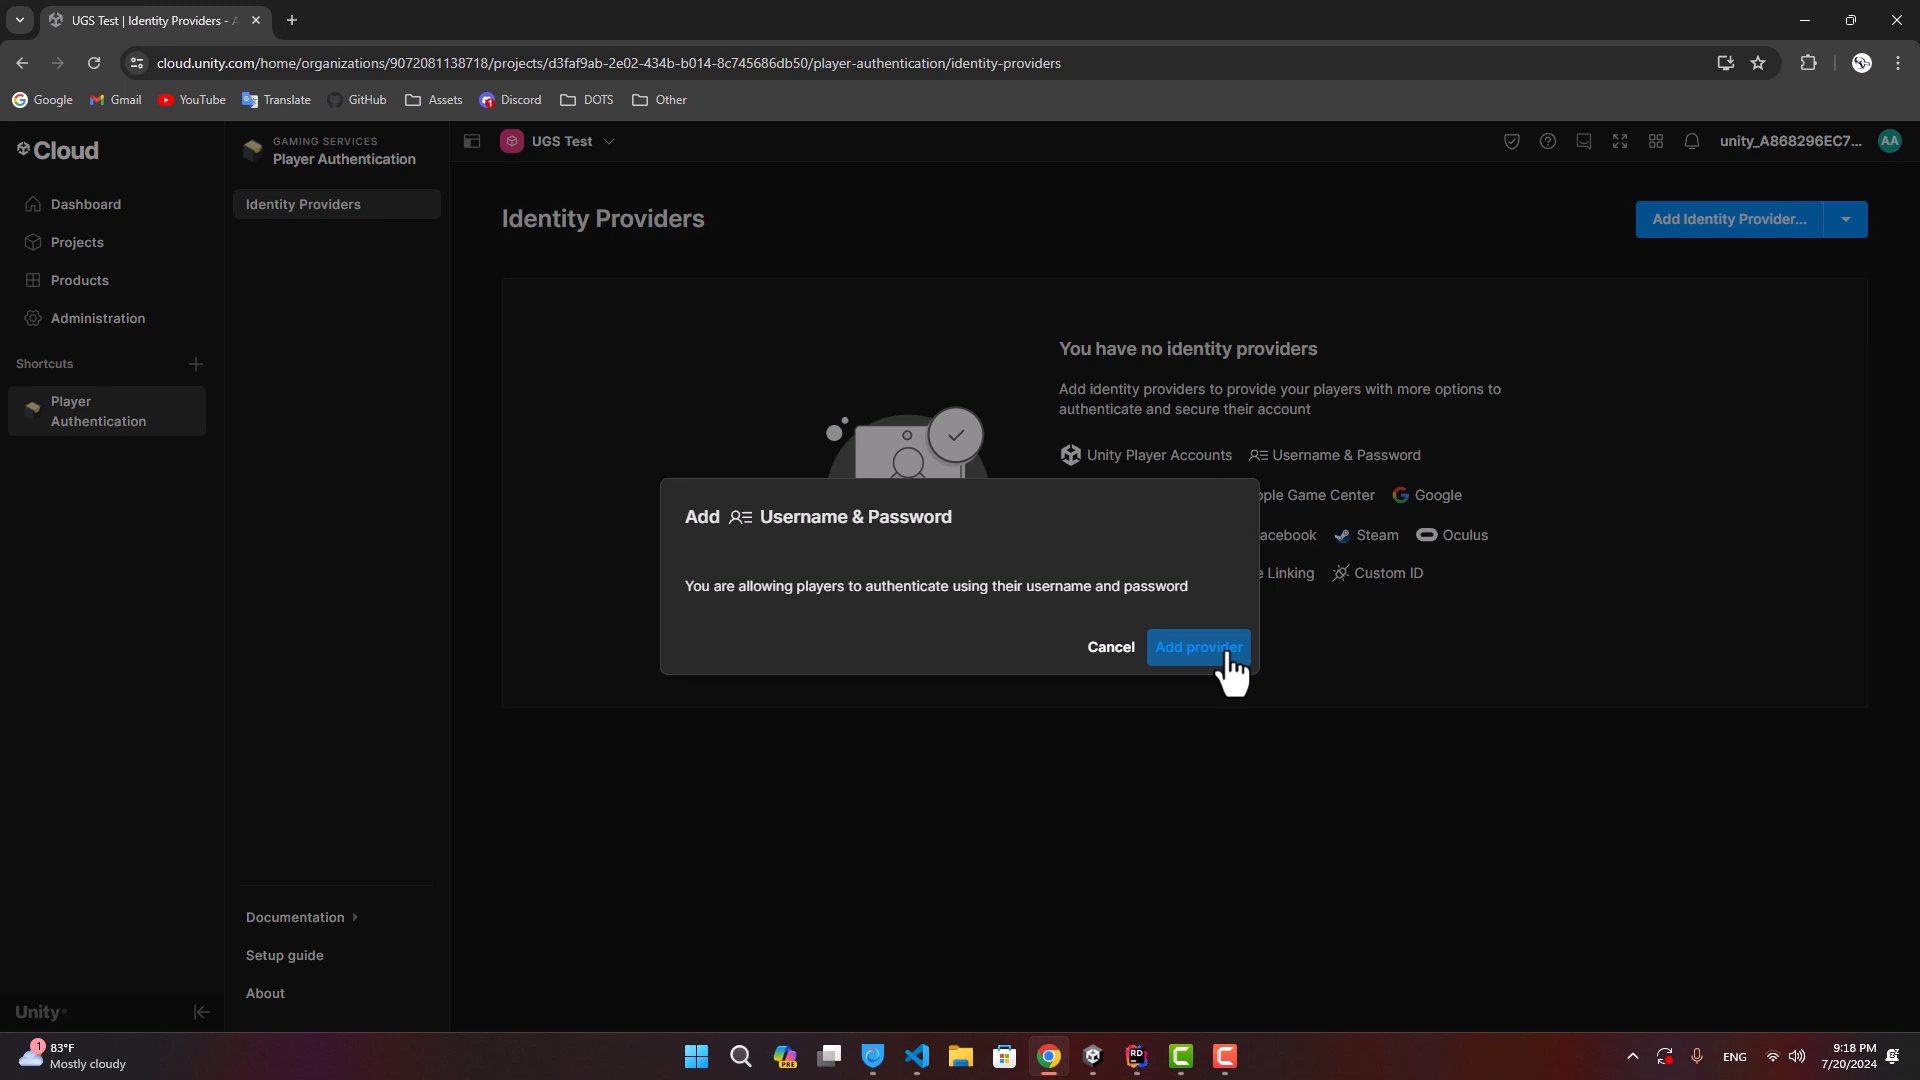 UGS Test | Identity Providers - A
cloud.unity.com/home/organizations/9072081138718/projects/d3faf9ab-2e02-434b-b014-8c745686db50/player-authentication/identity-providers
Google Gmail YouTube Translate GitHub Assets Discord DOTS Other
Cloud
Dashboard
Projects
Products
Administration
Shortcuts
Player
Authentication
Unity
GAMING SERVICES
Player Authentication
Identity Providers
Documentation
Setup guide
About
UGS Test
unity_A868296EC7... AA
Identity Providers
Add Identity Provider...
You have no identity providers
Add identity providers to provide your players with more options to
authenticate and secure their account
Unity Player Accounts Username & Password
ple Game Center Google
acebook Steam Oculus
e Linking Custom ID
Add Username & Password
You are allowing players to authenticate using their username and password
Cancel Add provider
1
83°F
Mostly cloudy
PRE
RD
ENG
9:18 PM
7/20/2024